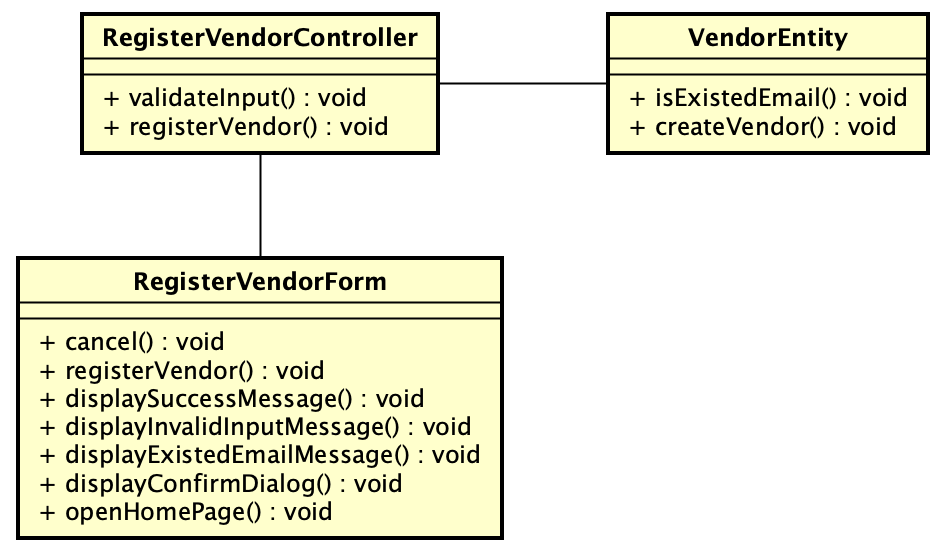 RegisterVendorController
+ validateInput() : void
+ registerVendor() : void
VendorEntity
+ isExistedEmail() : void
+ createVendor() : void
RegisterVendorForm
+ cancel() : void
+ registerVendor() : void
+ displaySuccessMessage() : void
+ displayInvalidInputMessage() : void
+ displayExistedEmailMessage() : void
+ displayConfirmDialog() : void
+ openHomePage() : void